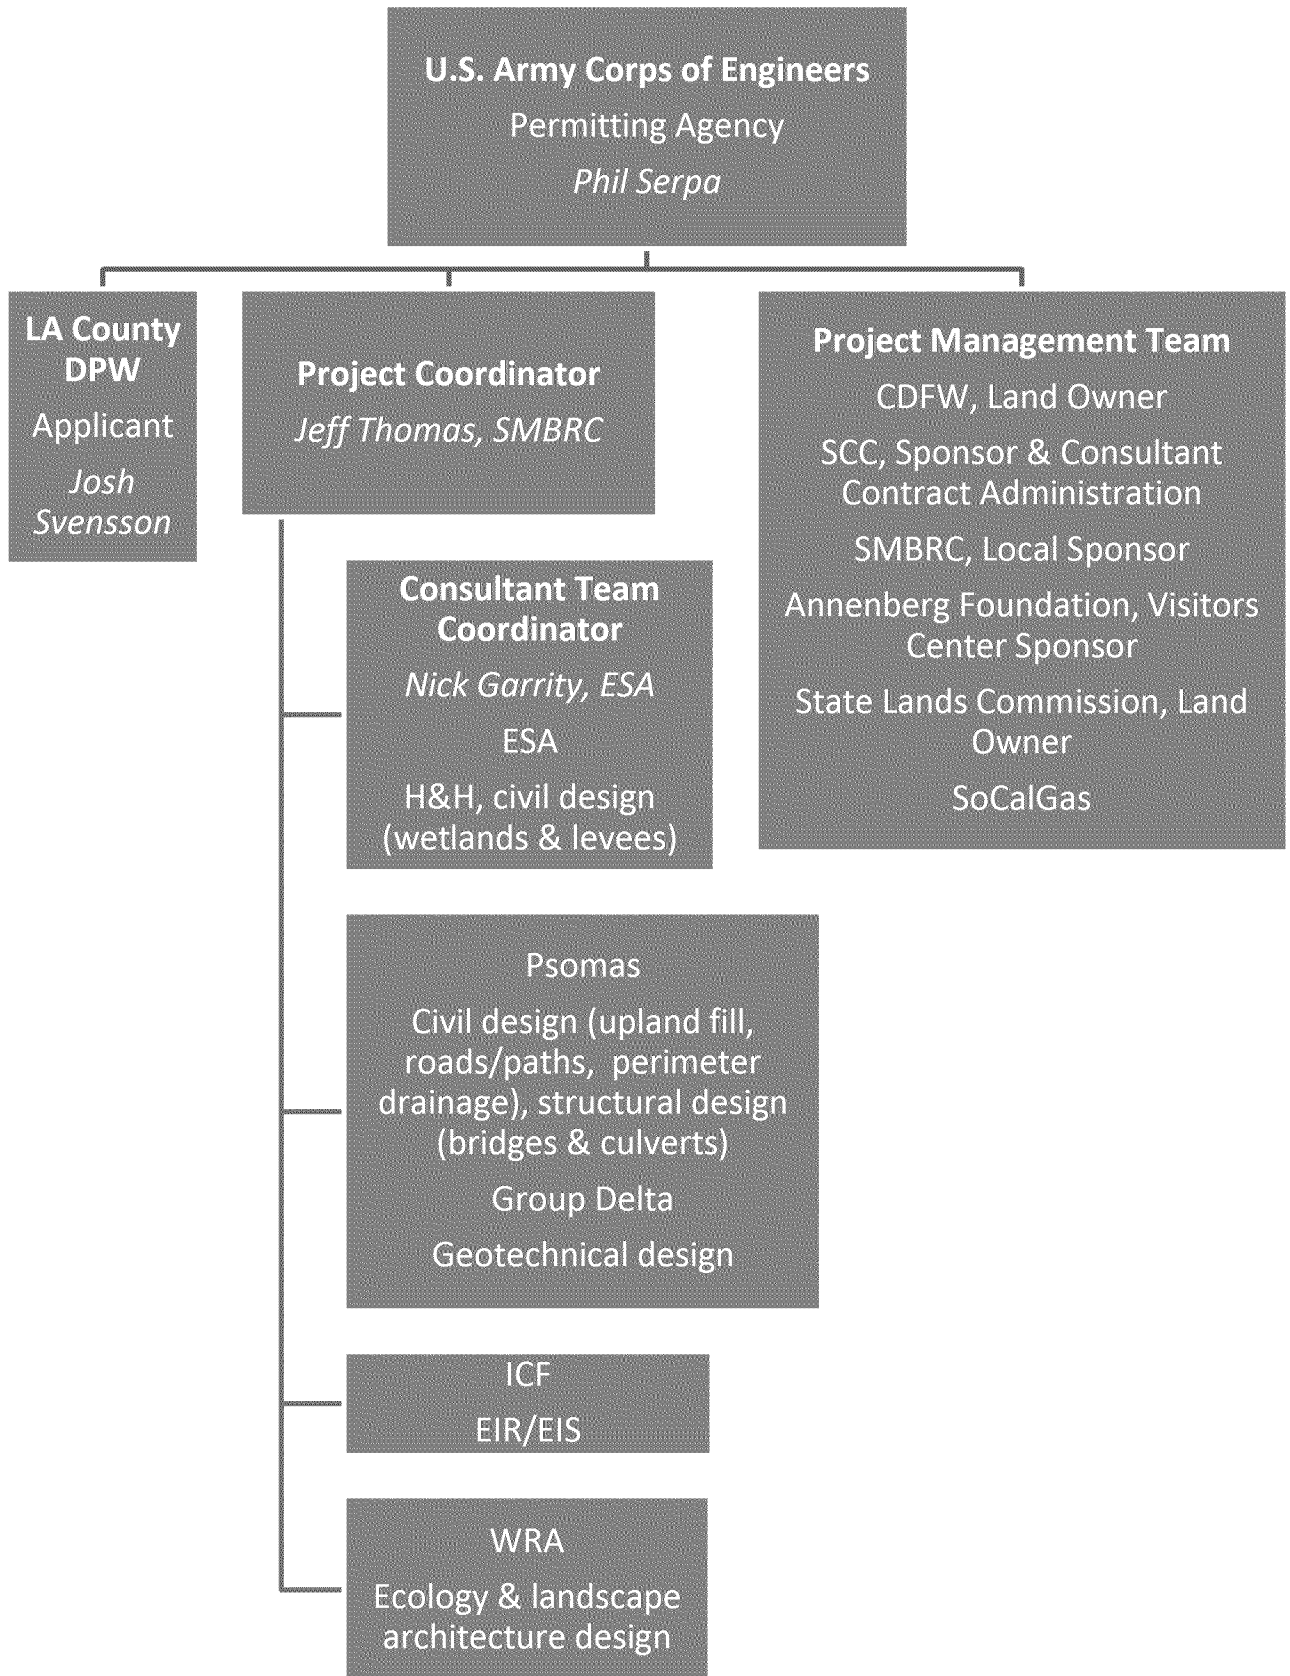 U.S. Army Corps of Engineers
Permitting Agency
Phil Serpa
LA County
DPW
Applicant
Josh
Svensson
Project Coordinator
Jeff Thomas, SMBRC
Project Management Team
CDFW, Land Owner
SCC, Sponsor & Consultant
Contract Administration
SMBRC, Local Sponsor
Annenberg Foundation, Visitors
Center Sponsor
State Lands Commission, Land
Owner
SoCalGas
Consultant Team
Coordinator
Nick Garrity, ESA
ESA
H&H, civil design
(wetlands & levees)
Psomas
Civil design (upland fill,
roads/paths, perimeter
drainage), structural design
(bridges & culverts)
Group Delta
Geotechnical design
ICF
EIR/EIS
WRA
Ecology & landscape
architecture design